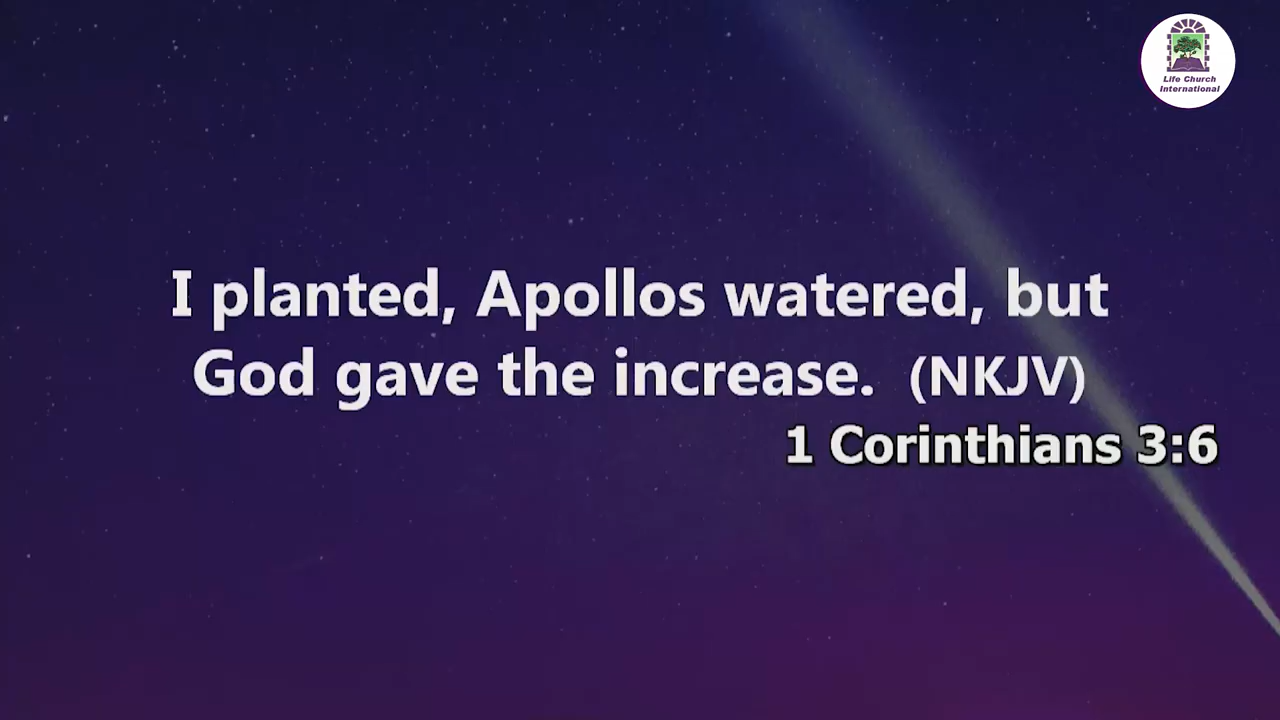 Life Church
International
I planted, Apollos watered, but
God gave the increase. (NKJV)
1 Corinthians 3:6